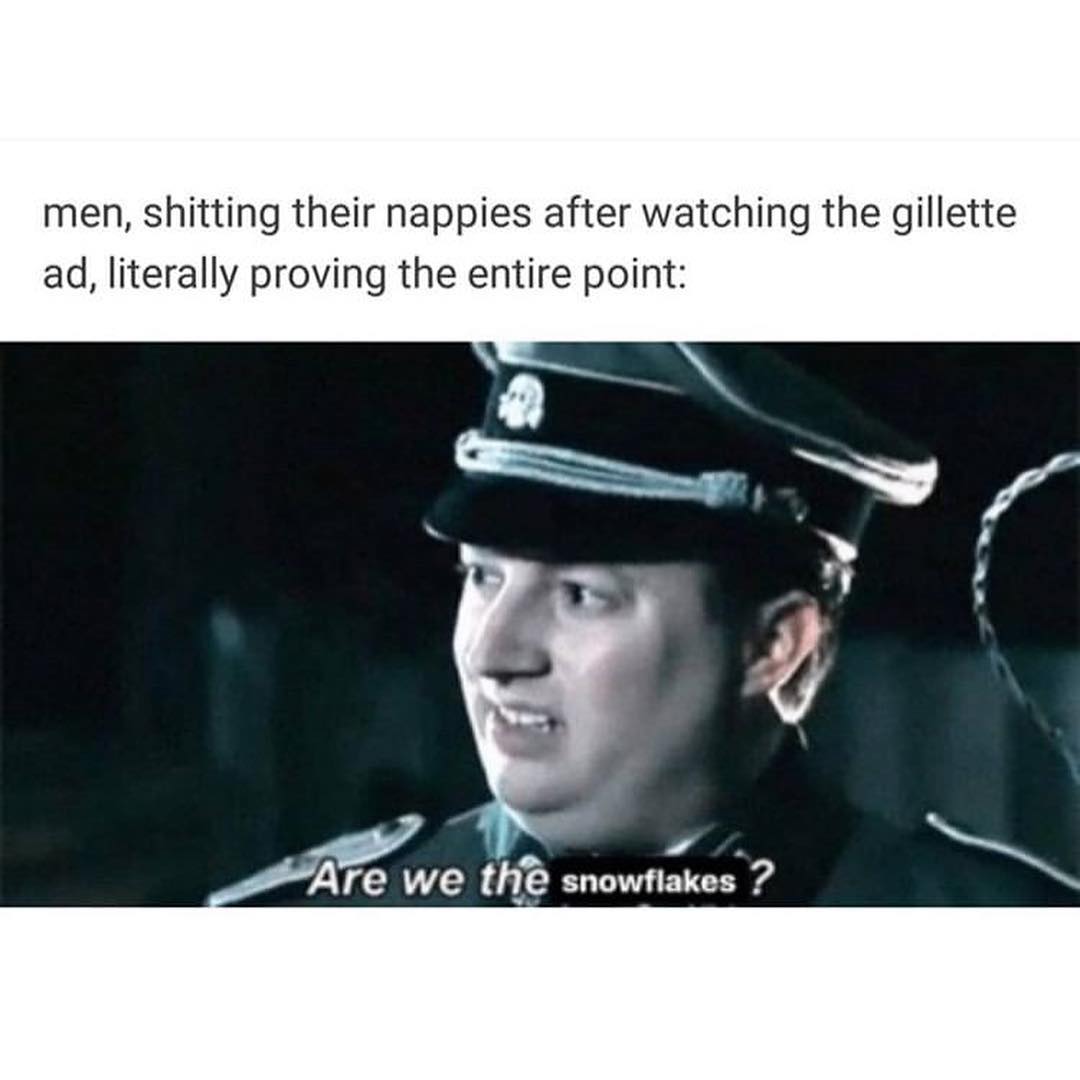 men, shitting their nappies after watching the gillette
ad, literally proving the entire point:
Are we the snowflakes ?